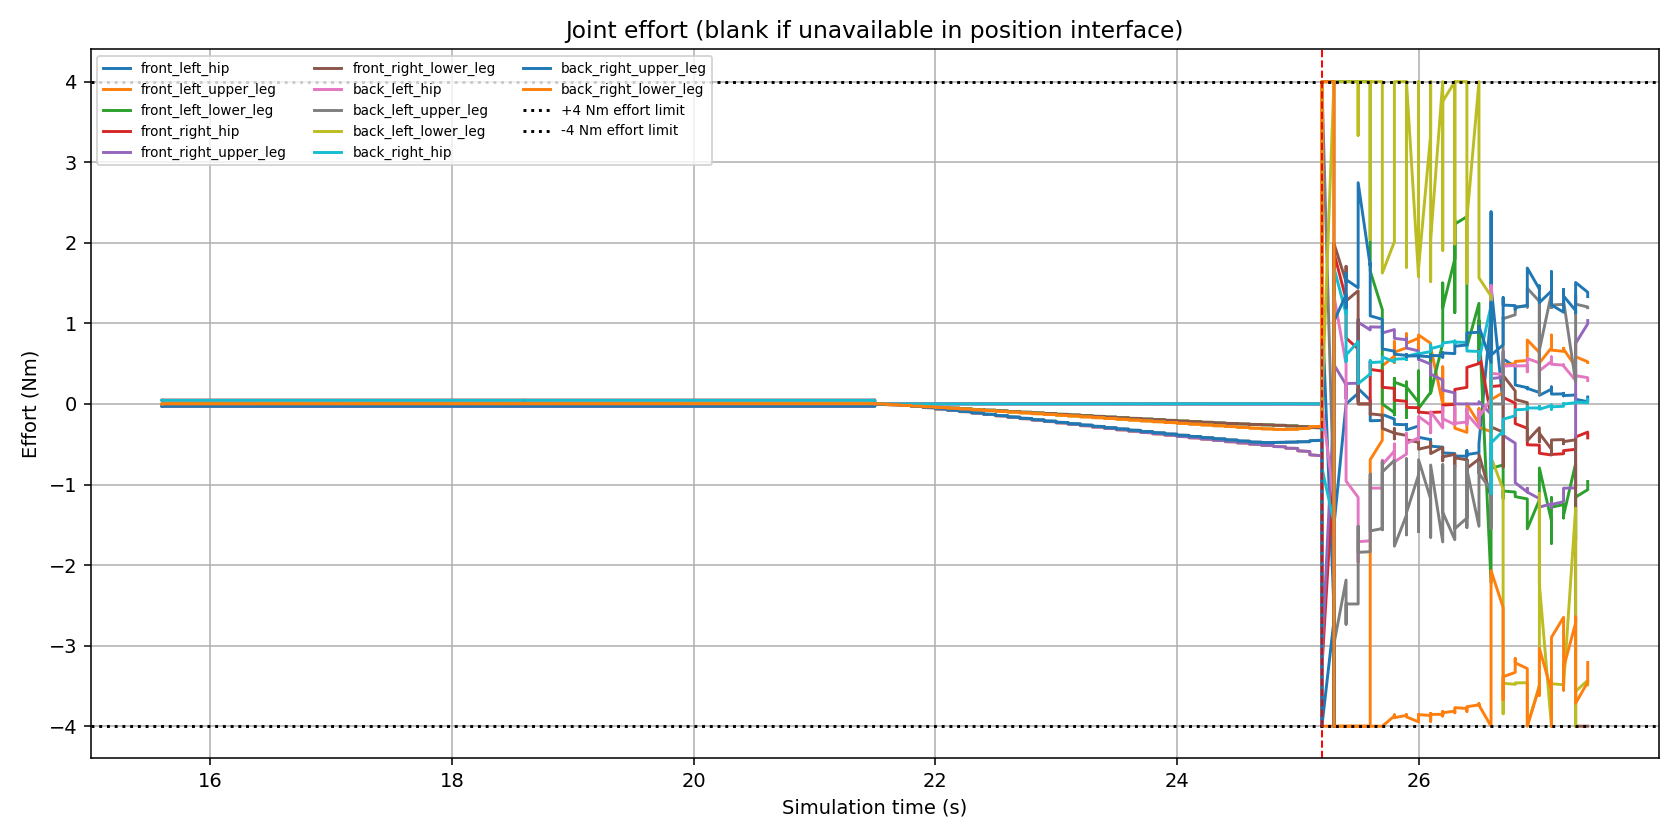 Joint effort (blank if unavailable in position interface)
front_left_hip
front_left_upper_leg
front_left_lower_leg
front_right_hip
front_right_upper_leg
front_right_lower_leg
back_left_hip
back_left_upper_leg
back_left_lower_leg
back_right_hip
back_right_upper_leg
back_right_lower_leg
+4 Nm effort limit
-4 Nm effort limit
Effort (Nm)
4
3
2
1
0
−1
−2
−3
−4
16 18 20 22 24 26
Simulation time (s)